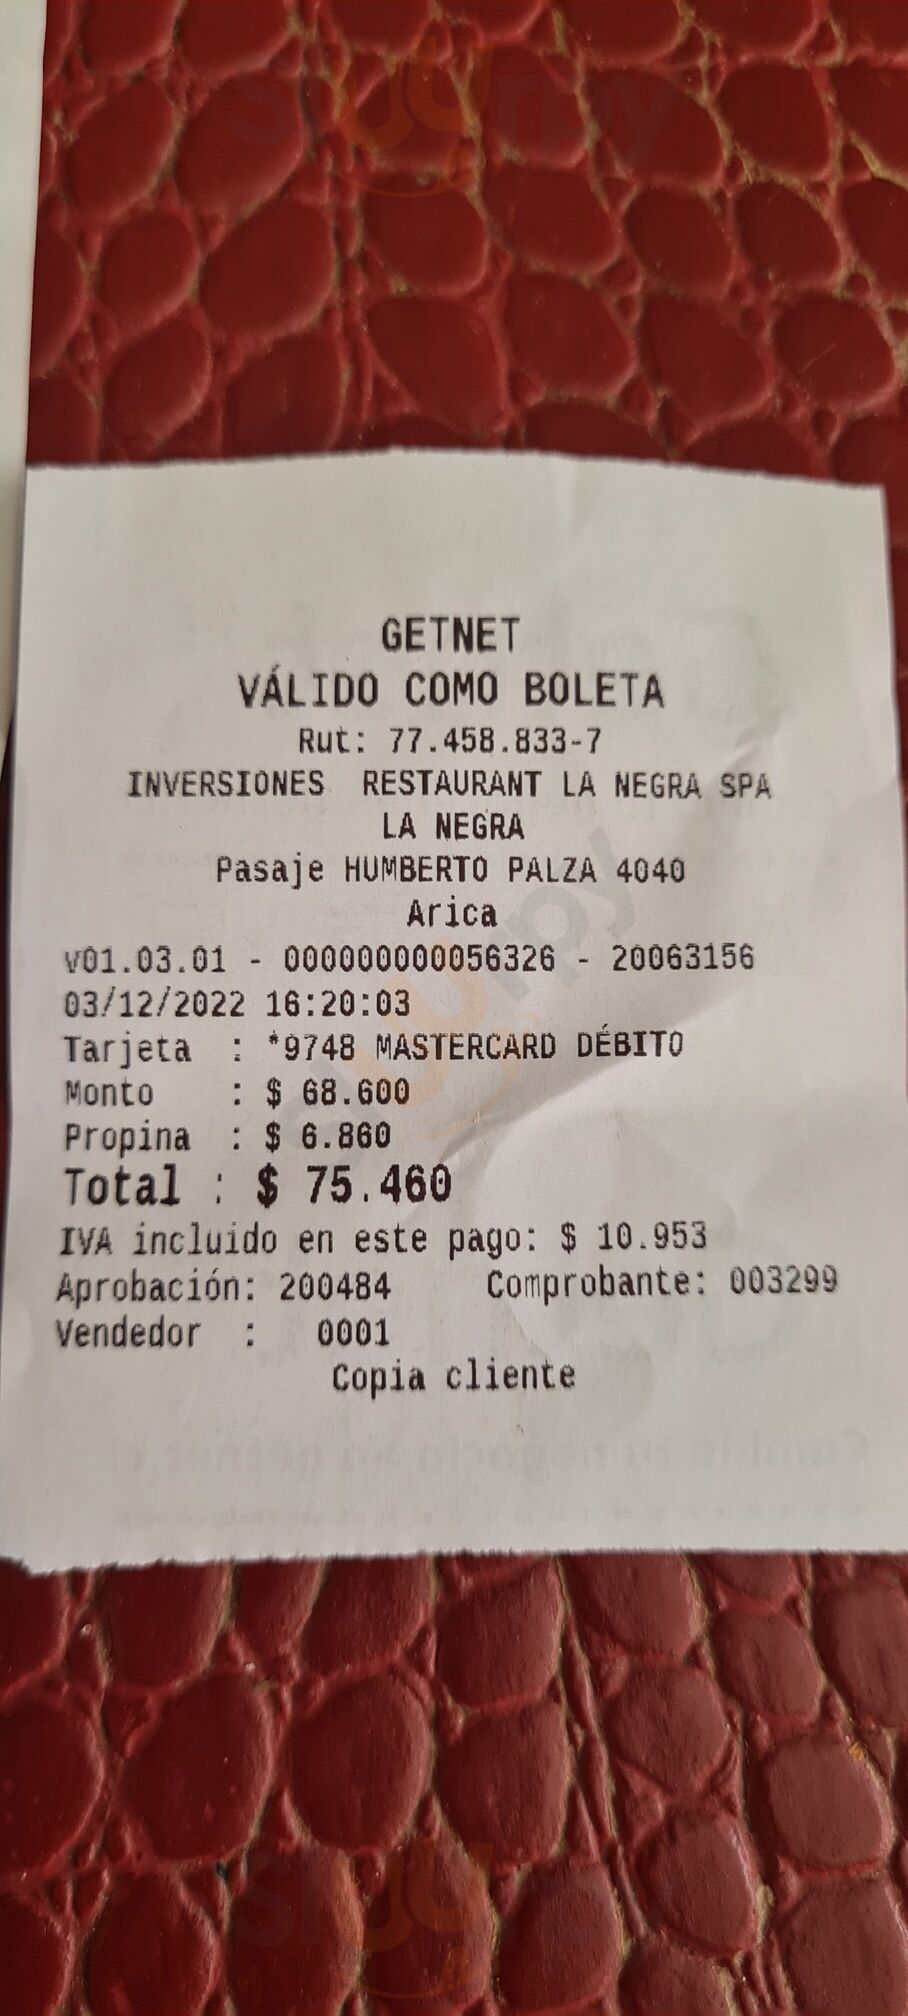 GETNET
VÁLIDO COMO BOLETA
Rut: 77.458.833-7
INVERSIONES RESTAURANT LA NEGRA SPA
LA NEGRA
Pasaje HUMBERTO PALZA 4040
Arica
v01.03.01 - 000000000056326 - 20063156
03/12/2022 16:20:03
Tarjeta : *9748 MASTERCARD DÉBITO
Monto : $ 68.600
Propina : $ 6.860
Total : $ 75.460
IVA incluido en este pago: $ 10.953
Aprobación: 200484 Comprobante: 003299
Vendedor : 0001
Copia cliente